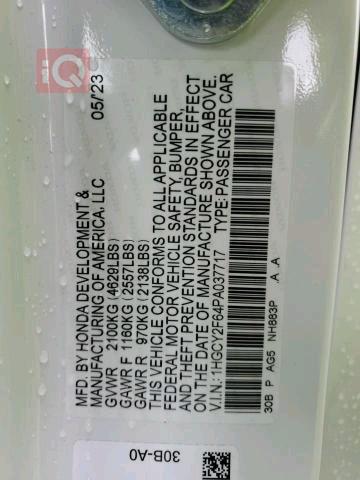 IQ
MFD. BY HONDA DEVELOPMENT &
MANUFACTURING OF AMERICA, LLC 05/23
GVWR 2100KG (4629LBS)
GAWR F 1160KG (2557LBS)
GAWR R 970KG (2138LBS)
THIS VEHICLE CONFORMS TO ALL APPLICABLE
FEDERAL MOTOR VEHICLE SAFETY, BUMPER,
AND THEFT PREVENTION STANDARDS IN EFFECT
ON THE DATE OF MANUFACTURE SHOWN ABOVE.
V.I.N.: 1HGCY2F64PA037717 TYPE: PASSENGER CAR
30B P AG5 NH883P .A .A
30B-A0